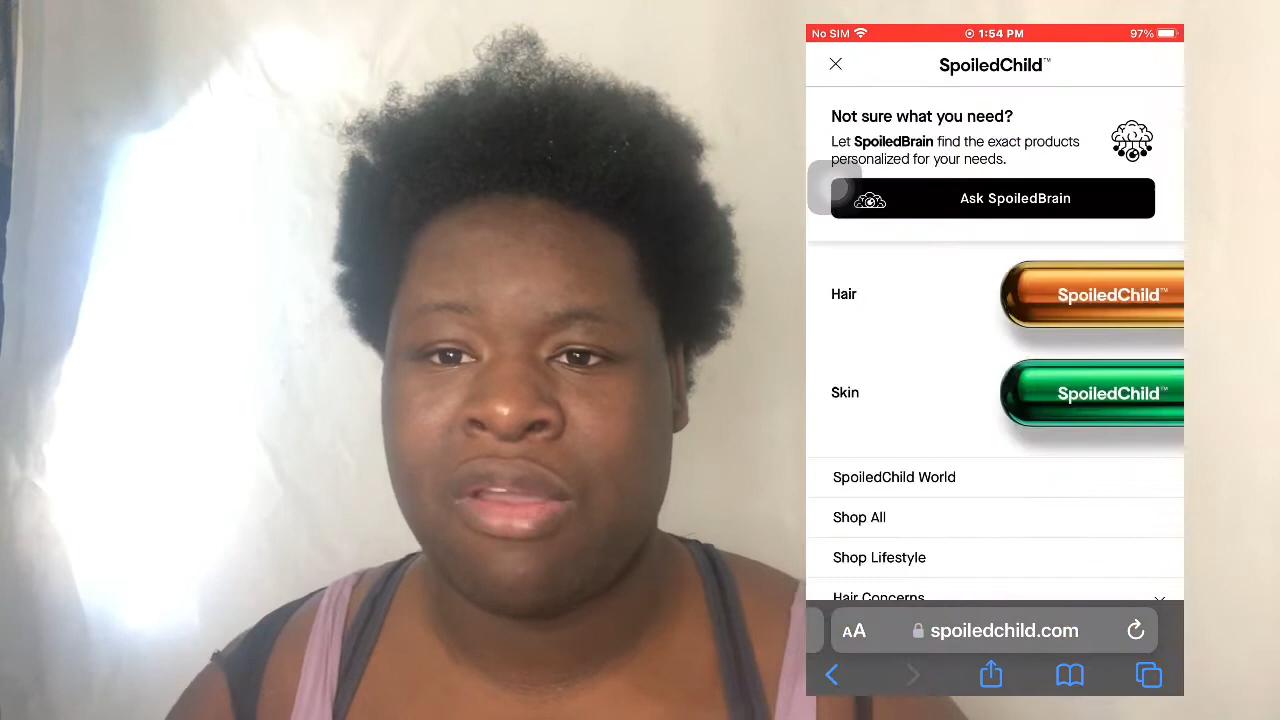 No SIM 1:54 PM 97%
SpoiledChild™
Not sure what you need?
Let SpoiledBrain find the exact products
personalized for your needs.
Ask SpoiledBrain
Hair
SpoiledChild™
Skin
SpoiledChild™
SpoiledChild World
Shop All
Shop Lifestyle
Hair Concerns
AA spoiledchild.com